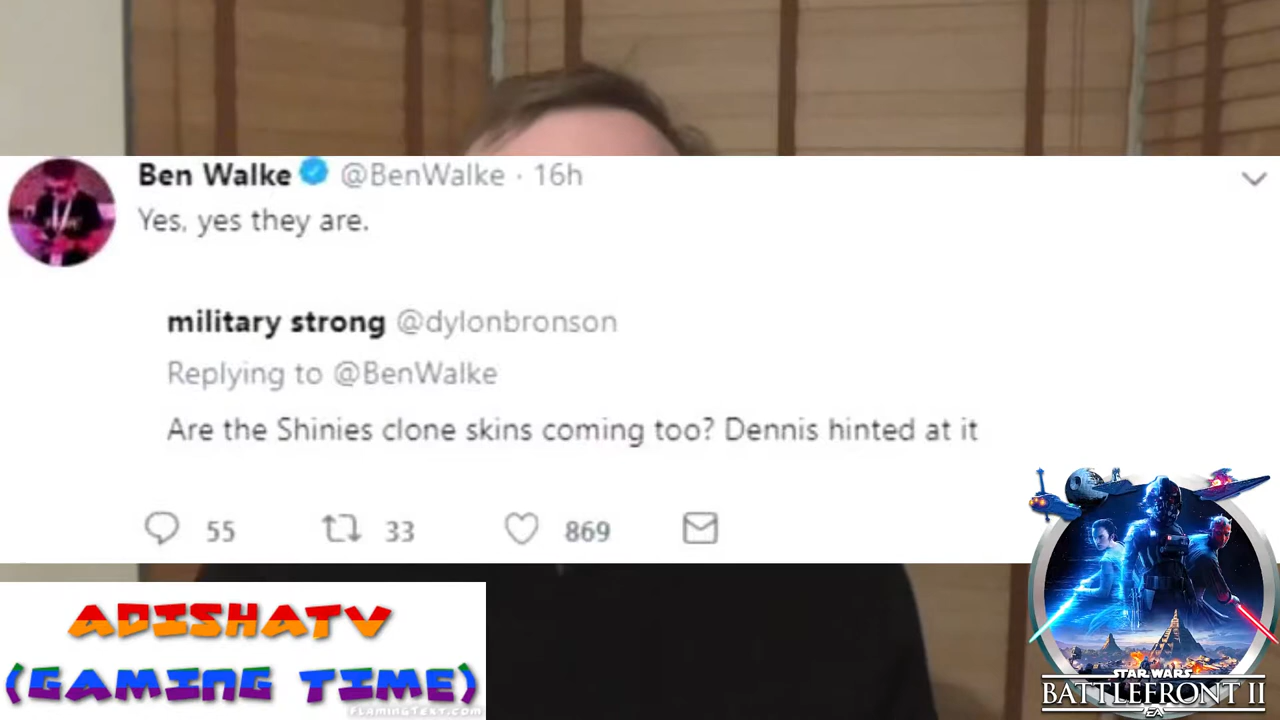 Ben Walke @BenWalke · 16h
Yes, yes they are.
military strong @dylonbronson
Replying to @BenWalke
Are the Shinies clone skins coming too? Dennis hinted at it
55 33 869
ADISHATV
(GAMING TIME)
FLAMINGTEXT.COM
STAR WARS
BATTLEFRONT II
EA